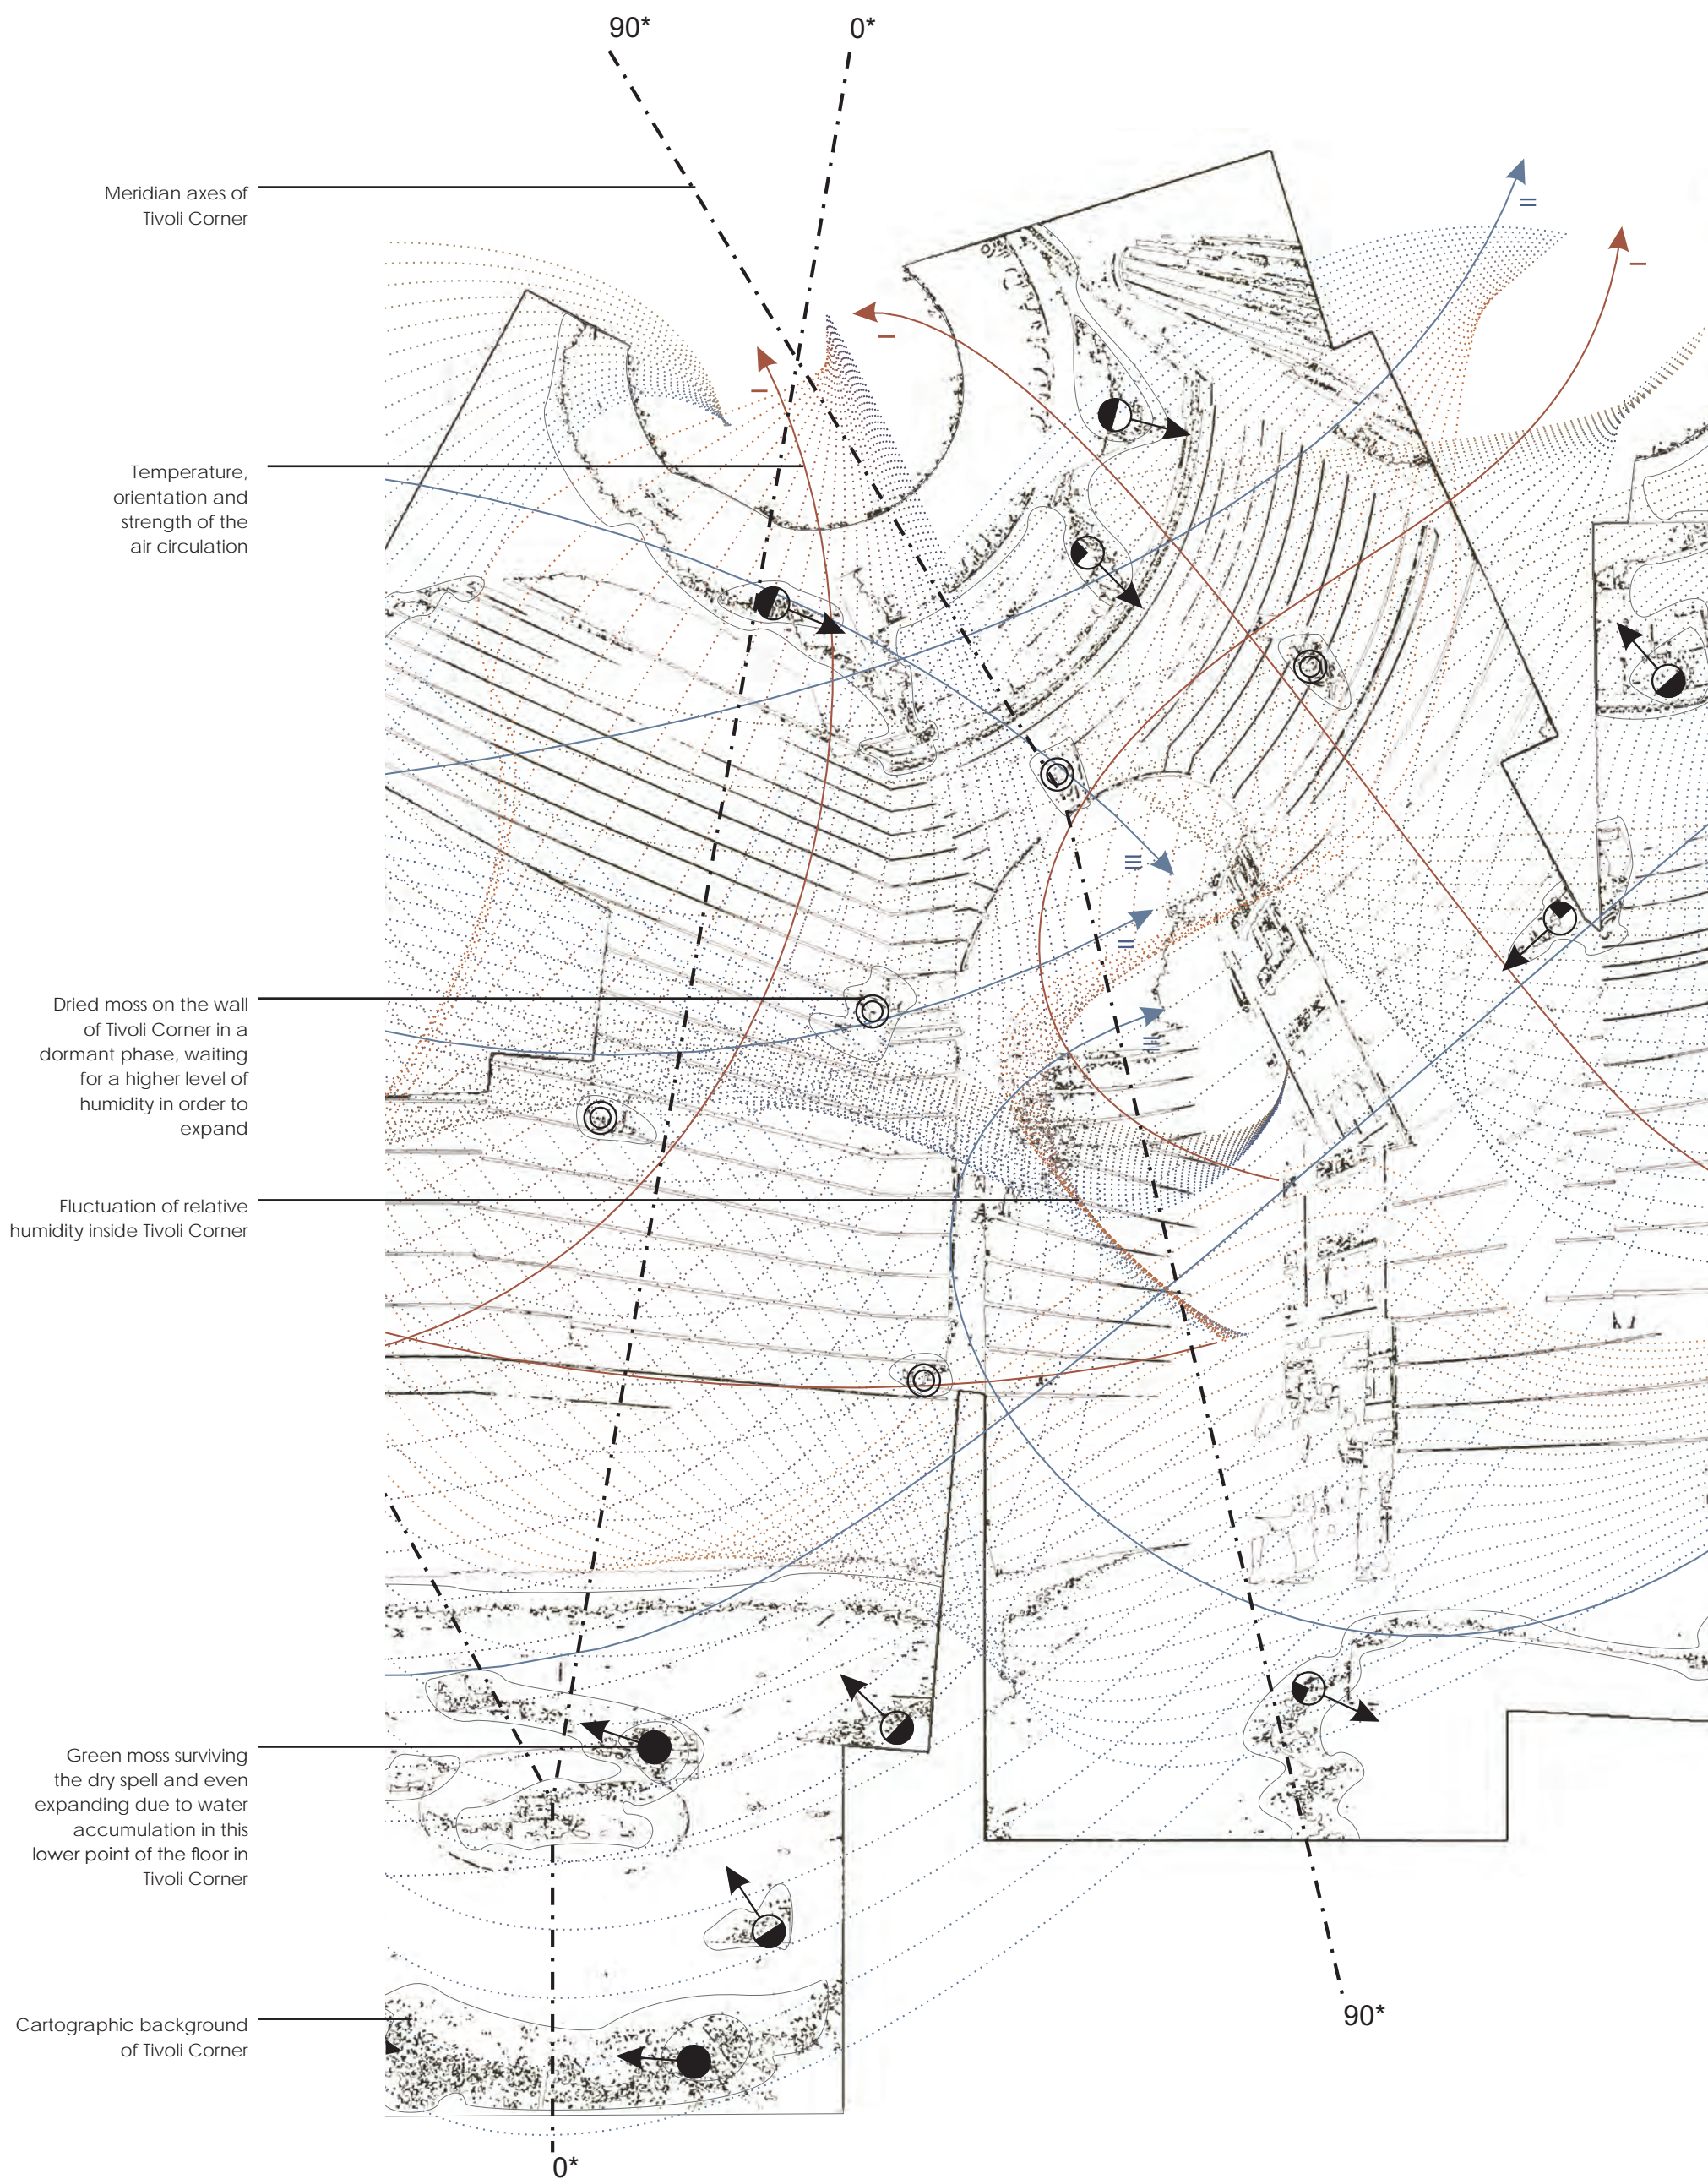 90*
0*
Meridian axes of
Tivoli Corner
Temperature,
orientation and
strength of the
air circulation
Dried moss on the wall
of Tivoli Corner in a
dormant phase, waiting
for a higher level of
humidity in order to
expand
Fluctuation of relative
humidity inside Tivoli Corner
Green moss surviving
the dry spell and even
expanding due to water
accumulation in this
lower point of the floor in
Tivoli Corner
Cartographic background
of Tivoli Corner
90*
0*